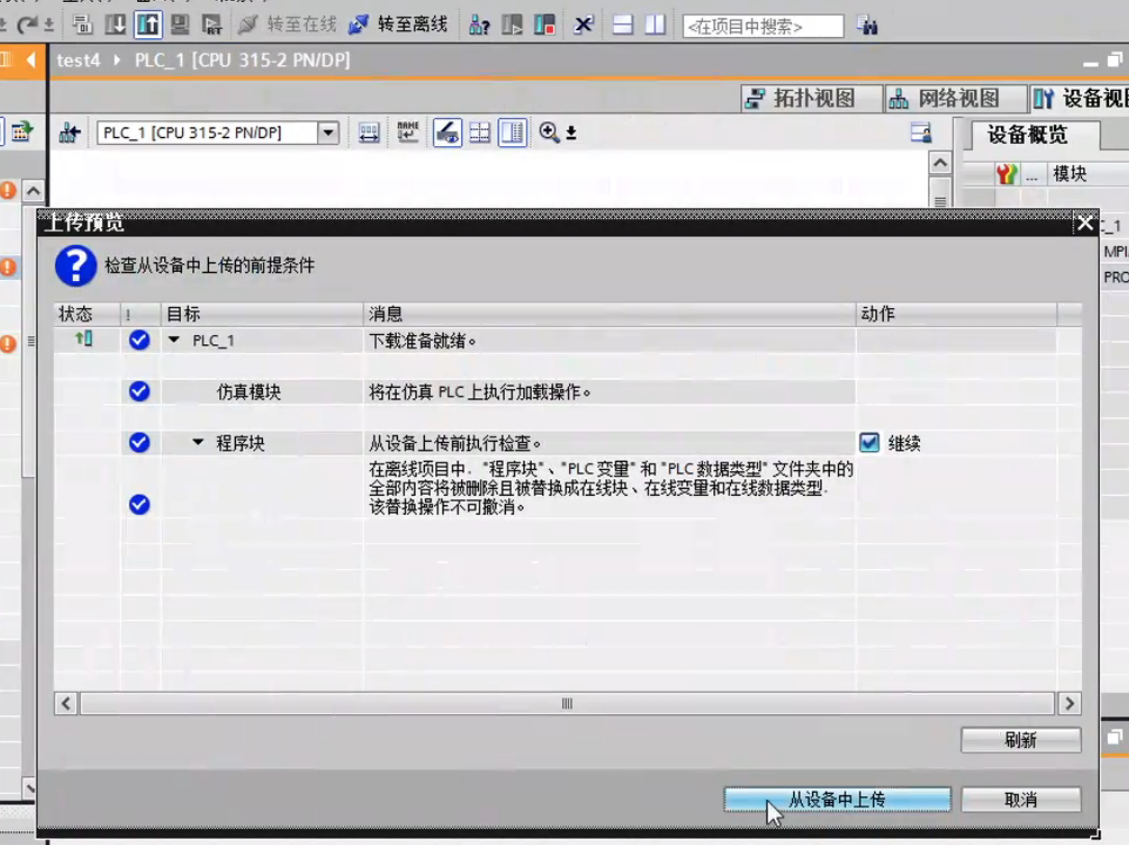 转至在线 转至离线 <在项目中搜索>
test4 PLC_1 [CPU 315-2 PN/DP]
拓扑视图 网络视图 设备视
PLC_1 [CPU 315-2 PN/DP] 设备概览
... 模块
上传预览
_1
检查从设备中上传的前提条件
MPI
PRO
状态 ! 目标 消息 动作
PLC_1 下载准备就绪。
仿真模块 将在仿真 PLC 上执行加载操作。
程序块 从设备上传前执行检查。 继续
在离线项目中. "程序块"、"PLC 变量" 和 "PLC 数据类型" 文件夹中的
全部内容将被删除且被替换成在线块、在线变量和在线数据类型.
该替换操作不可撤消。
刷新
从设备中上传 取消